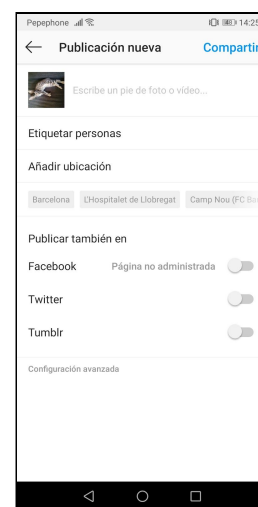 Pepephone 14:25
Publicación nueva Compartir
Escribe un pie de foto o vídeo...
Etiquetar personas
Añadir ubicación
Barcelona L'Hospitalet de Llobregat Camp Nou (FC Ba
Publicar también en
Facebook Página no administrada
Twitter
Tumblr
Configuración avanzada